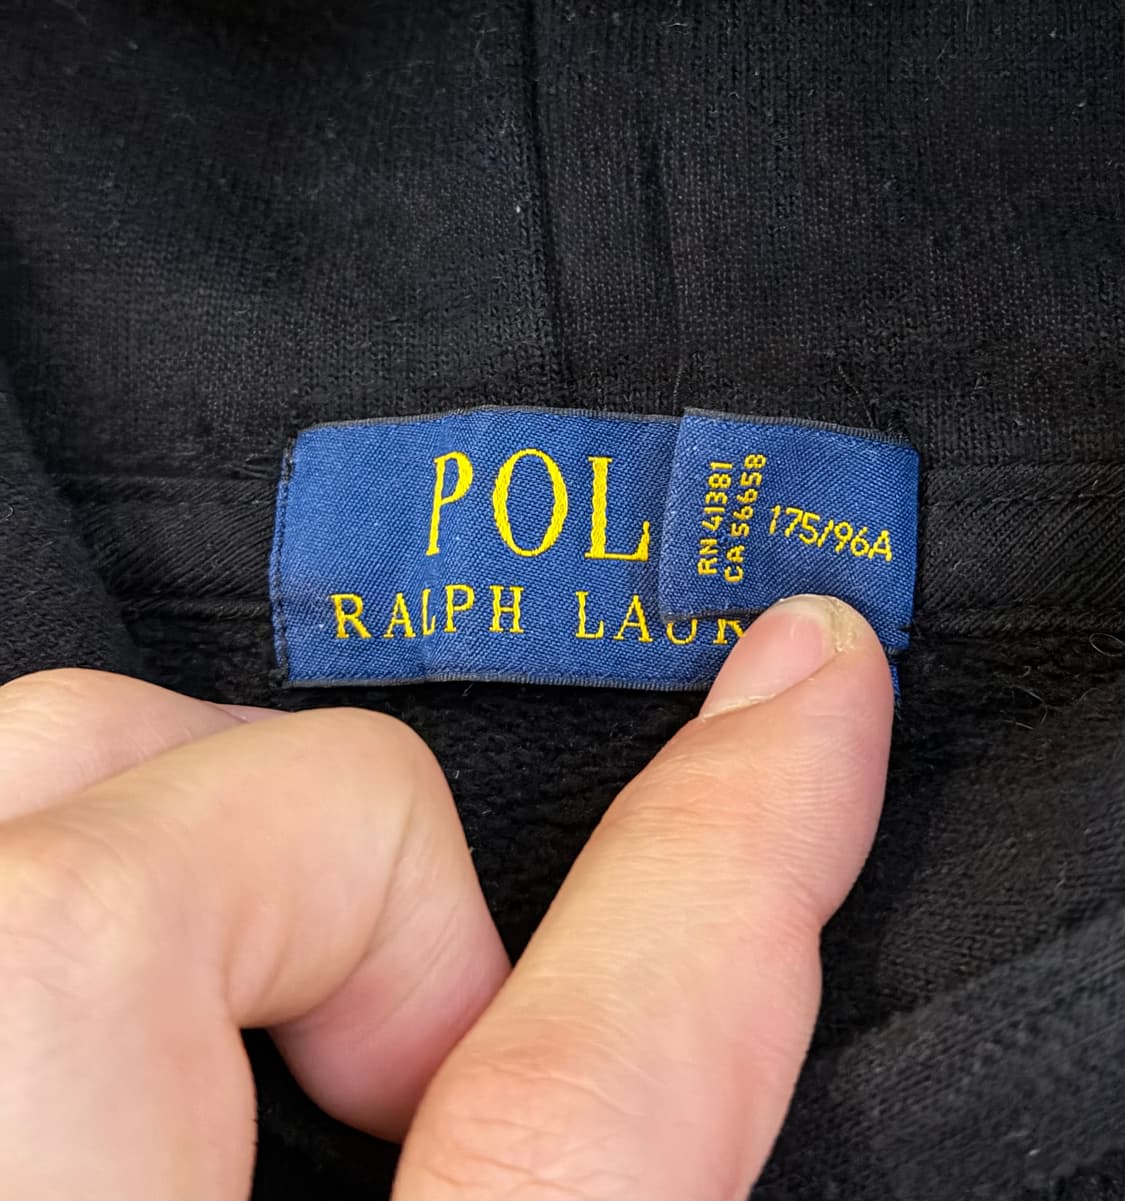 POL
RALPH LAUR
RN 41381
CA 56658
175/96A